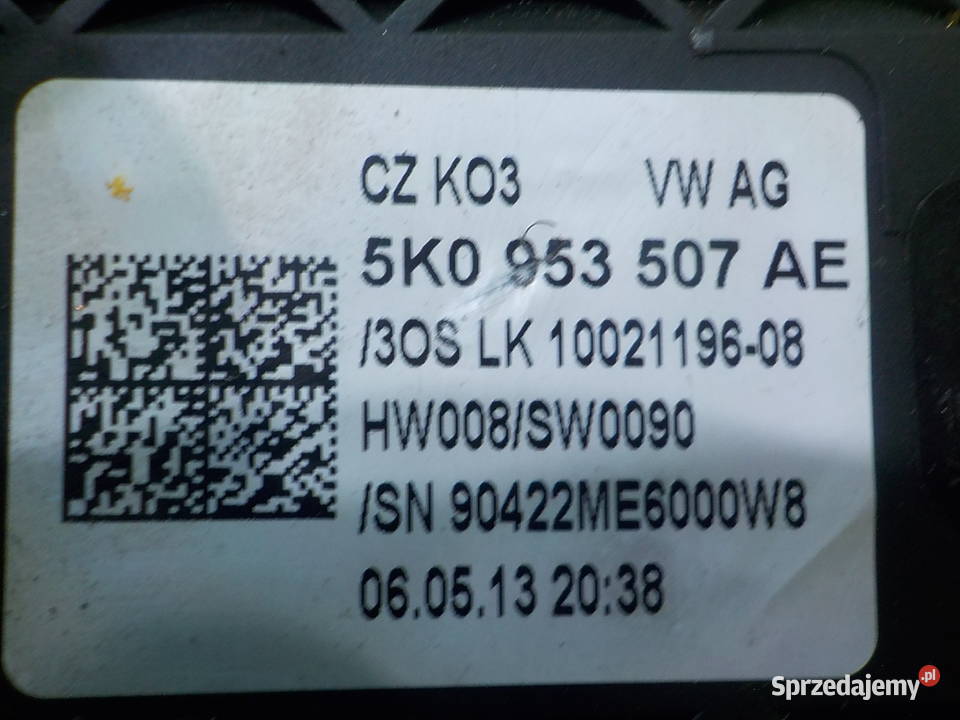 CZ KO3 VW AG
5K0 953 507 AE
/3OS LK 10021196-08
HW008/SW0090
/SN 90422ME6000W8
06.05.13 20:38
Sprzedajemy.pl